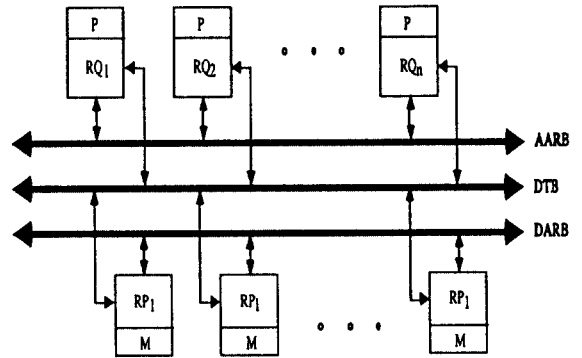 P P P
RQ1 RQ2 RQn
AARB
DTB
DARB
RP1 RP1 RP1
M M M